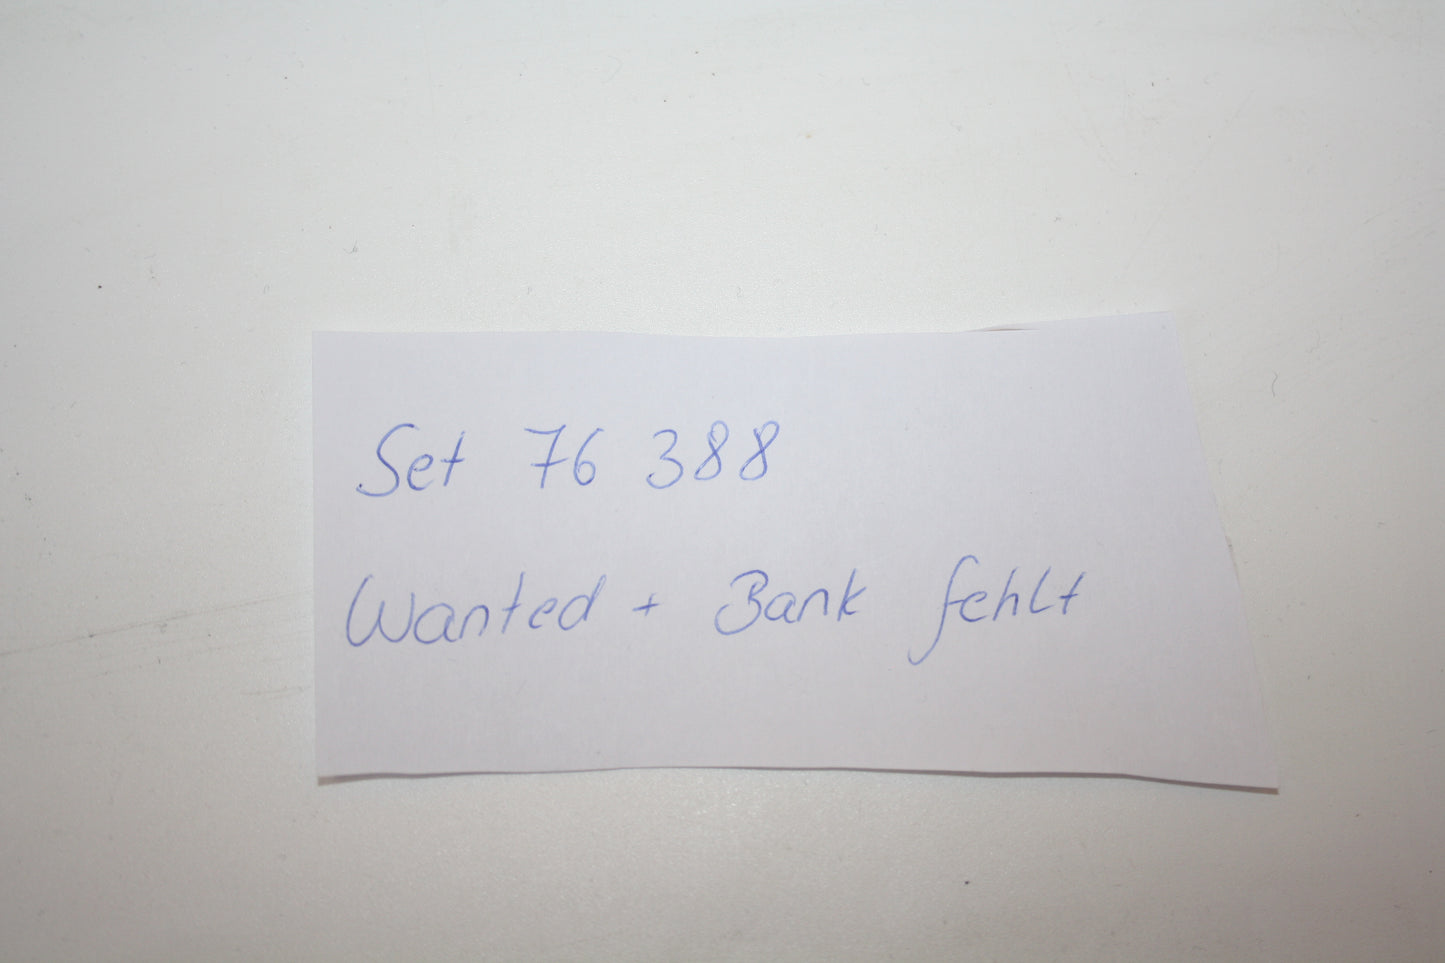 Set 76 388
Wanted + Bank fehlt